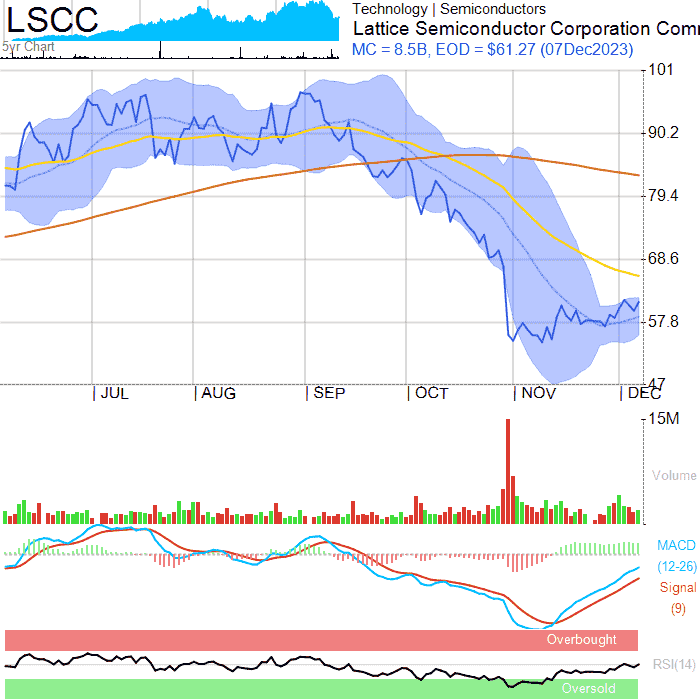 LSCC
5yr Chart
Technology | Semiconductors
Lattice Semiconductor Corporation Comr
MC = 8.5B, EOD = $61.27 (07Dec2023)
101
90.2
79.4
68.6
57.8
47
JUL AUG SEP OCT NOV DEC
15M
Volume
MACD
(12-26)
Signal
(9)
Overbought
RSI(14)
Oversold